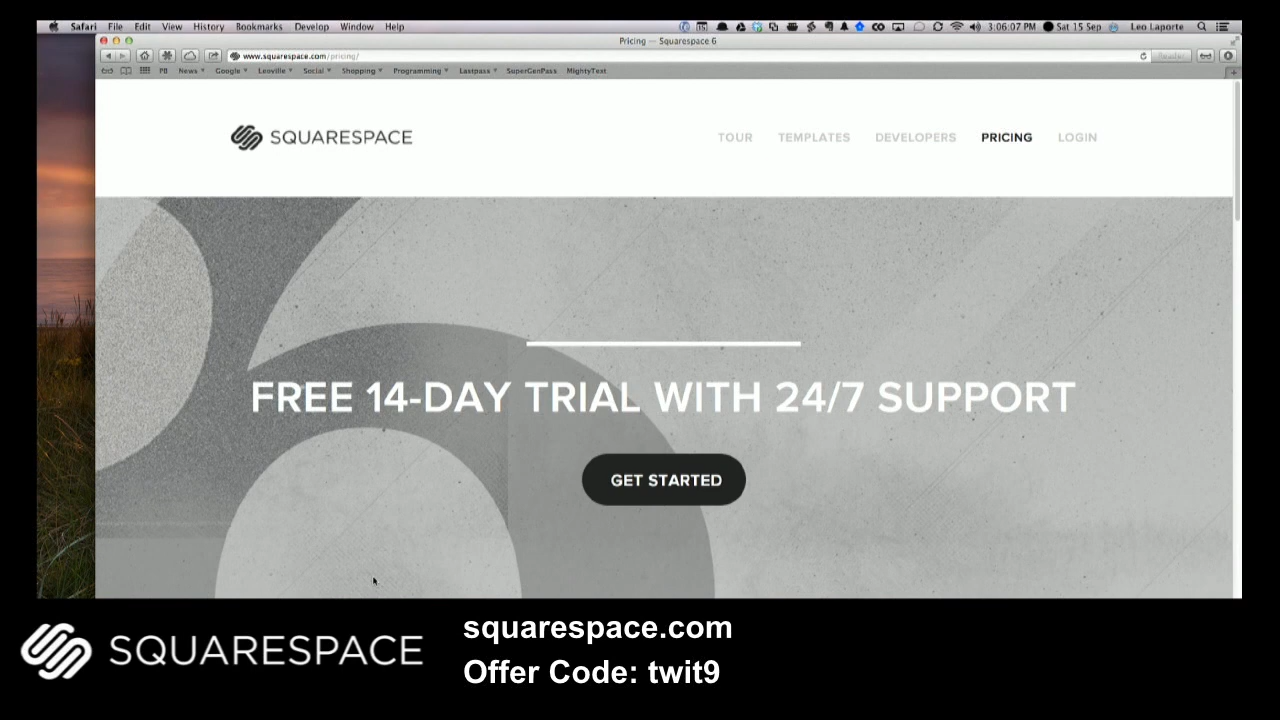 Safari File Edit View History Bookmarks Develop Window Help 3:06:07 PM Sat 15 Sep Leo Laporte
Pricing — Squarespace 6
www.squarespace.com/pricing/ Reader
PB News Google Leoville Social Shopping Programming Lastpass SuperGenPass MightyText
SQUARESPACE TOUR TEMPLATES DEVELOPERS PRICING LOGIN
FREE 14-DAY TRIAL WITH 24/7 SUPPORT
GET STARTED
SQUARESPACE
squarespace.com
Offer Code: twit9